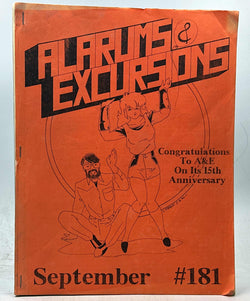 ALARUMS &
EXCURSIONS
Congratulations
To A&E
On Its 15th
Anniversary
September #181